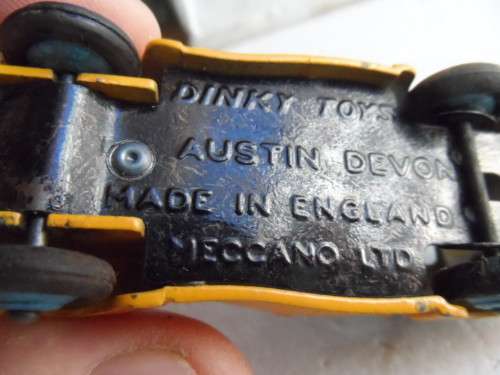 DINKY TOYS
AUSTIN DEVON
MADE IN ENGLAND
MECCANO LTD